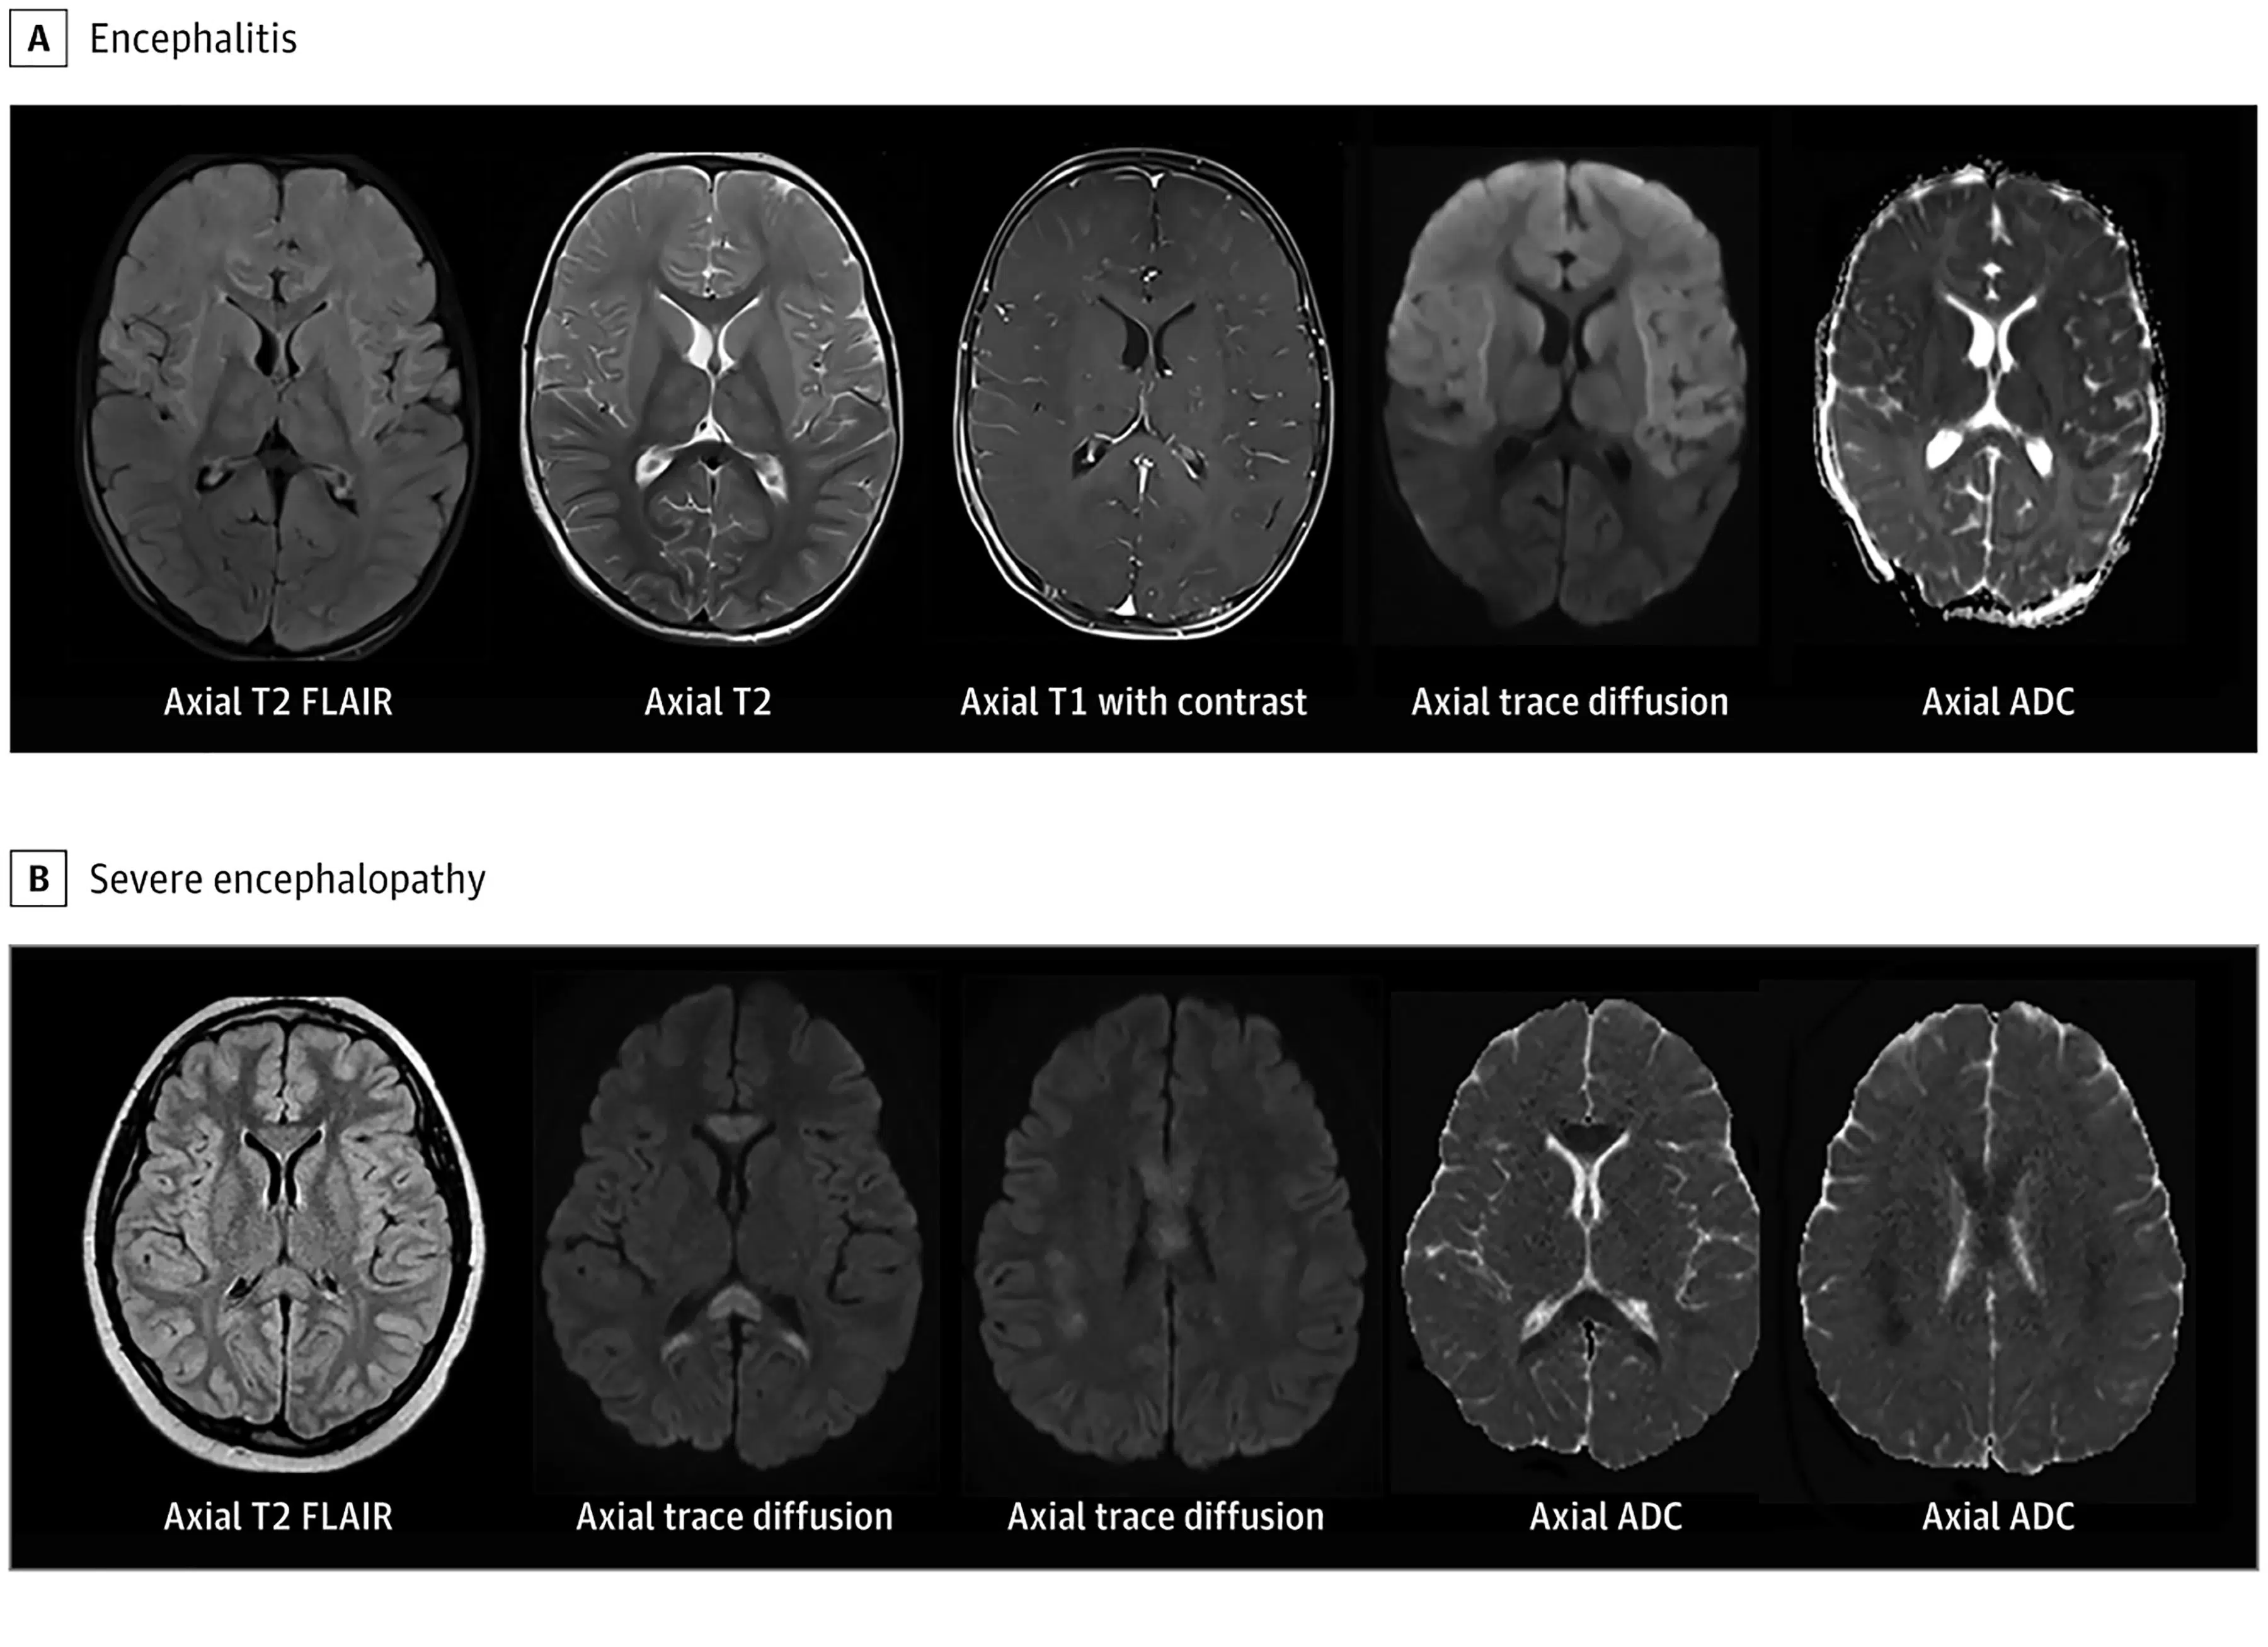 A Encephalitis
Axial T2 FLAIR
Axial T2
Axial T1 with contrast
Axial trace diffusion
Axial ADC
B Severe encephalopathy
Axial T2 FLAIR
Axial trace diffusion
Axial trace diffusion
Axial ADC
Axial ADC